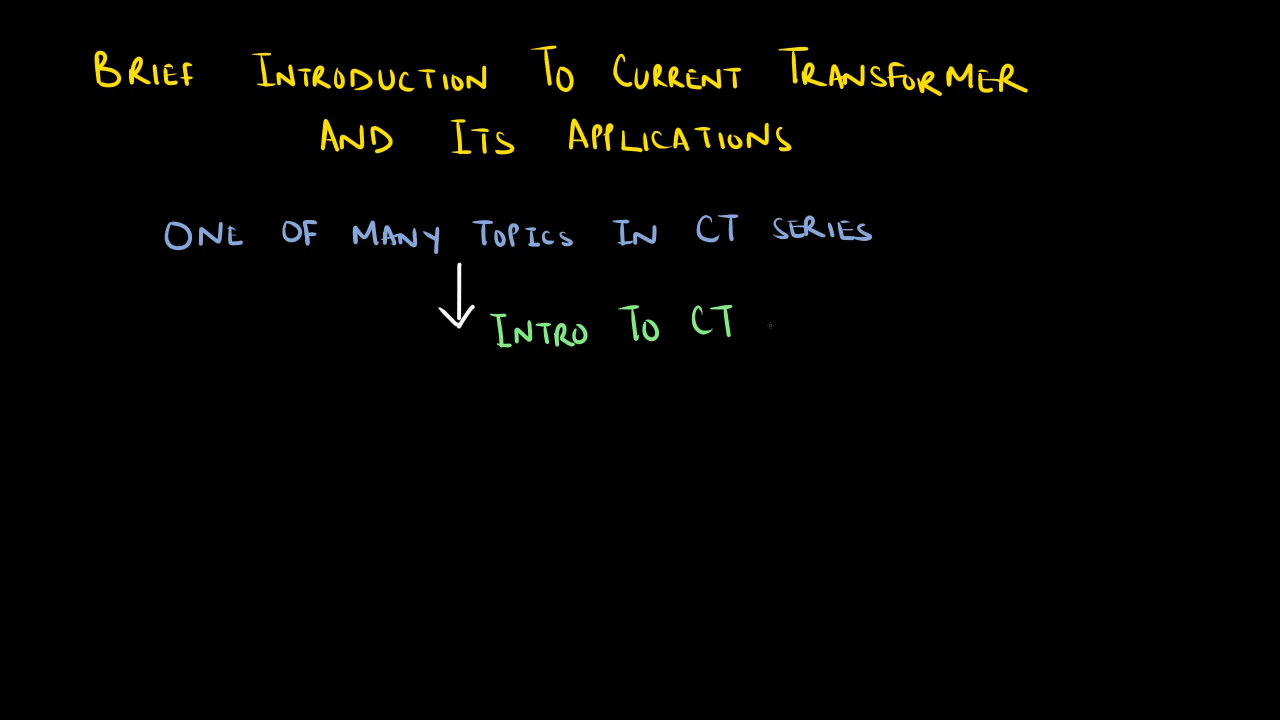 BRIEF INTRODUCTION TO CURRENT TRANSFORMER
AND ITS APPLICATIONS
ONE OF MANY TOPICS IN CT SERIES
INTRO TO CT